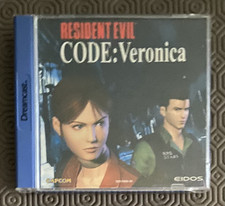 RESIDENT EVIL
CODE: Veronica
Dreamcast
CAPCOM
EIDOS